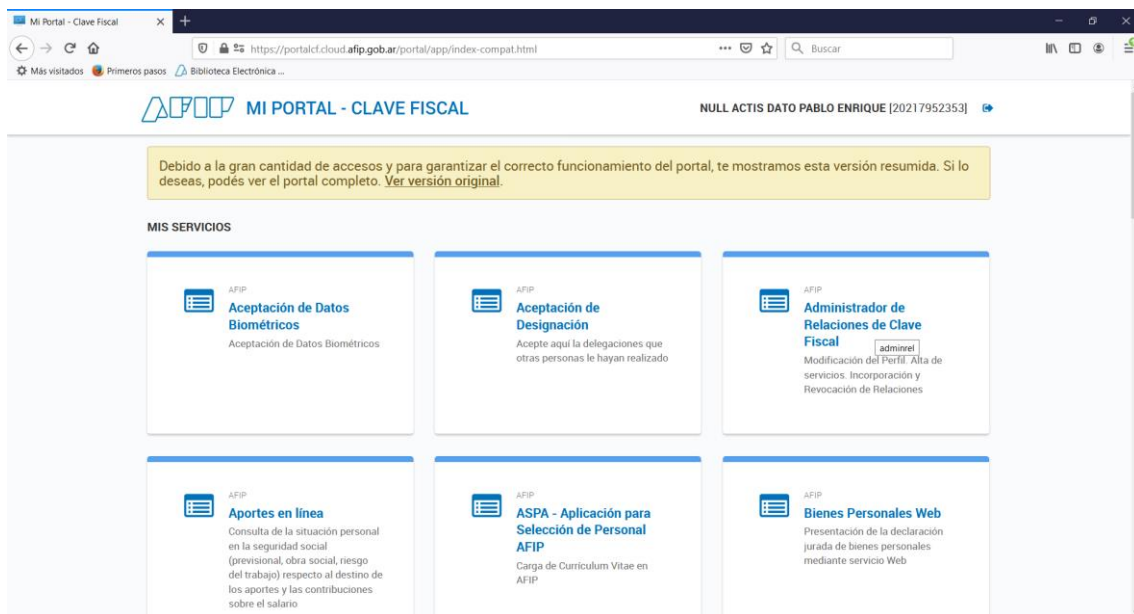 Mi Portal - Clave Fiscal
https://portalcf.cloud.afip.gob.ar/portal/app/index-compat.html
Buscar
Más visitados Primeros pasos Biblioteca Electrónica ...
AFIP MI PORTAL - CLAVE FISCAL
NULL ACTIS DATO PABLO ENRIQUE [20217952353]
Debido a la gran cantidad de accesos y para garantizar el correcto funcionamiento del portal, te mostramos esta versión resumida. Si lo
deseas, podés ver el portal completo. Ver versión original.
MIS SERVICIOS
AFIP
Aceptación de Datos
Biométricos
Aceptación de Datos Biométricos
AFIP
Aceptación de
Designación
Acepte aquí la delegaciones que
otras personas le hayan realizado
AFIP
Administrador de
Relaciones de Clave
Fiscal
adminrel
Modificación del Perfil. Alta de
servicios. Incorporación y
Revocación de Relaciones
AFIP
Aportes en línea
Consulta de la situación personal
en la seguridad social
(previsional, obra social, riesgo
del trabajo) respecto al destino de
los aportes y las contribuciones
sobre el salario
AFIP
ASPA - Aplicación para
Selección de Personal
AFIP
Carga de Curriculum Vitae en
AFIP
AFIP
Bienes Personales Web
Presentación de la declaración
jurada de bienes personales
mediante servicio Web